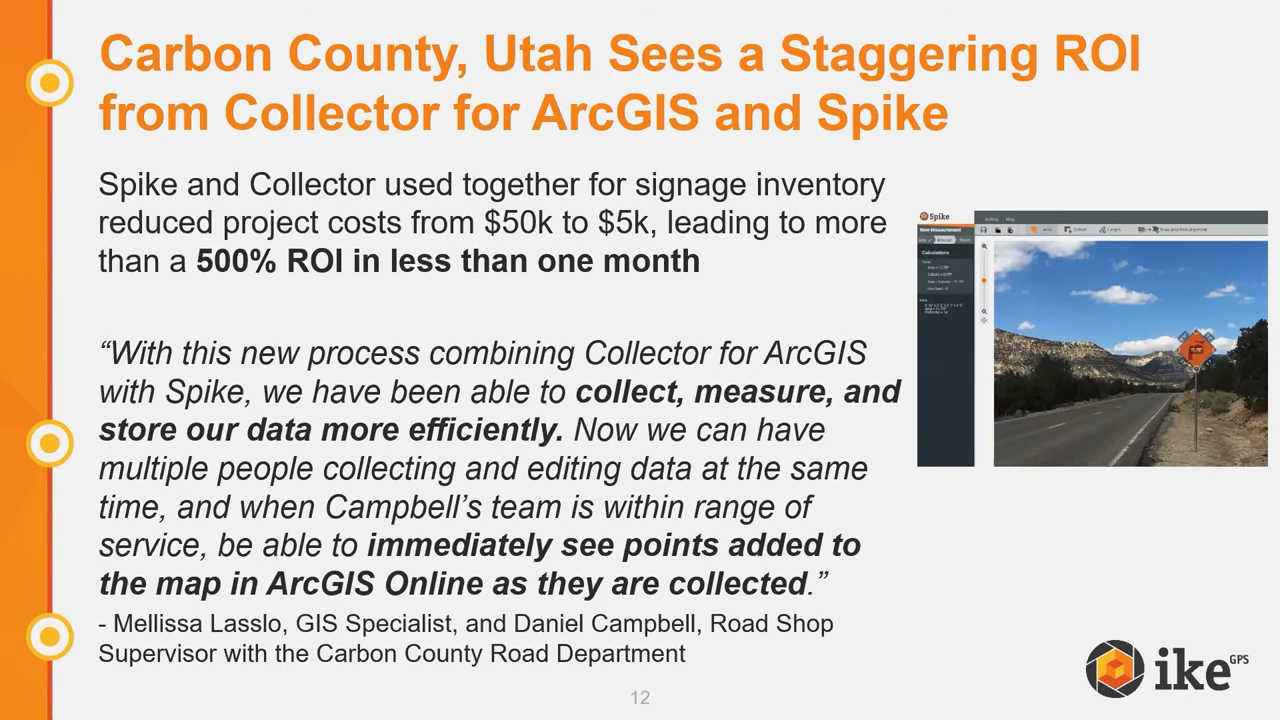 Carbon County, Utah Sees a Staggering ROI
from Collector for ArcGIS and Spike
Spike and Collector used together for signage inventory
reduced project costs from $50k to $5k, leading to more
than a 500% ROI in less than one month
“With this new process combining Collector for ArcGIS
with Spike, we have been able to collect, measure, and
store our data more efficiently. Now we can have
multiple people collecting and editing data at the same
time, and when Campbell’s team is within range of
service, be able to immediately see points added to
the map in ArcGIS Online as they are collected.”
- Mellissa Lasslo, GIS Specialist, and Daniel Campbell, Road Shop
Supervisor with the Carbon County Road Department
Spike
Gallery Map
New Measurement
Calculations
ike GPS
12